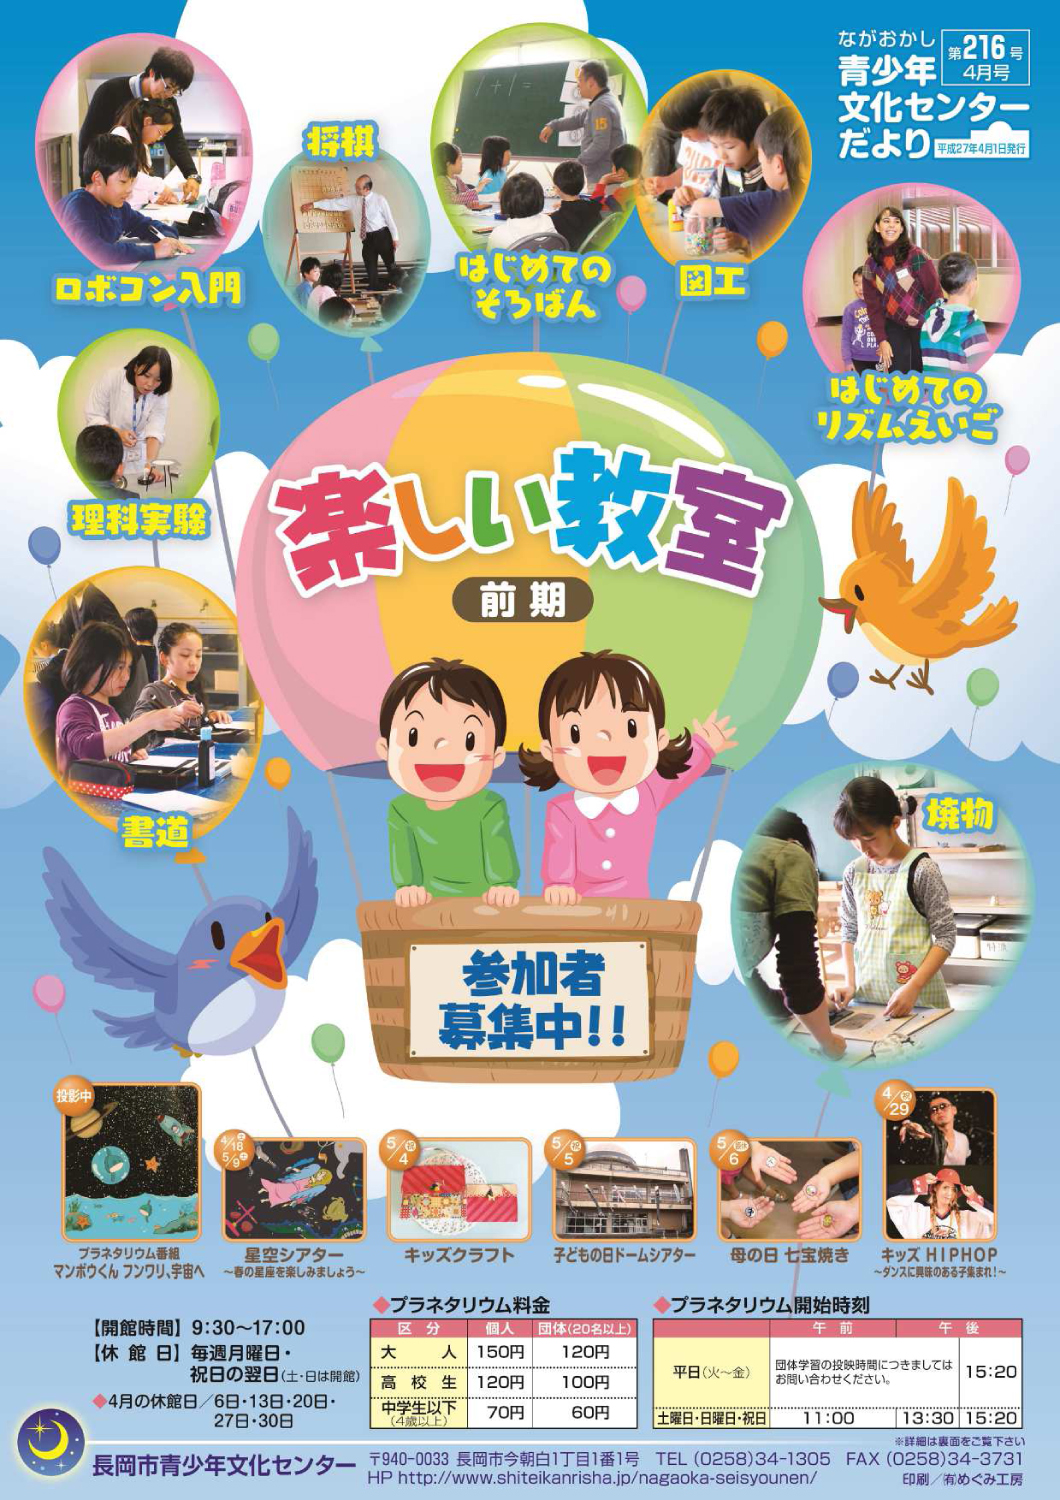 ながおかし
青少年
文化センター
だより
第216号
4月号
平成27年4月1日発行
将棋
ロボコン入門
はじめての
そろばん
図工
はじめての
リズムえいご
理科実験
楽しい教室
前期
書道
焼物
参加者
募集中!!
投影中
プラネタリウム番組
マンボウくん フンワリ、宇宙へ
4/18 土
5/9 土
星空シアター
～春の星座を楽しみましょう～
5/4 祝
キッズクラフト
5/5 祝
子どもの日ドームシアター
5/6 振休
母の日 七宝焼き
4/29 祝
キッズ HIPHOP
～ダンスに興味のある子集まれ!～
【開館時間】9:30～17:00
【休館日】毎週月曜日・
祝日の翌日(土・日は開館)
◆4月の休館日／6日・13日・20日・
27日・30日
◆プラネタリウム料金
区分 個人 団体(20名以上)
大人 150円 120円
高校生 120円 100円
中学生以下 70円 60円
(4歳以上)
◆プラネタリウム開始時刻
午前 午後
平日(火～金) 団体学習の投映時間につきましては
お問い合わせください。 15:20
土曜日・日曜日・祝日 11:00 13:30 15:20
※詳細は裏面をご覧下さい
長岡市青少年文化センター
〒940-0033 長岡市今朝白1丁目1番1号 TEL (0258)34-1305 FAX (0258)34-3731
HP http://www.shiteikanrisha.jp/nagaoka-seisyounen/
印刷／㈲めぐみ工房